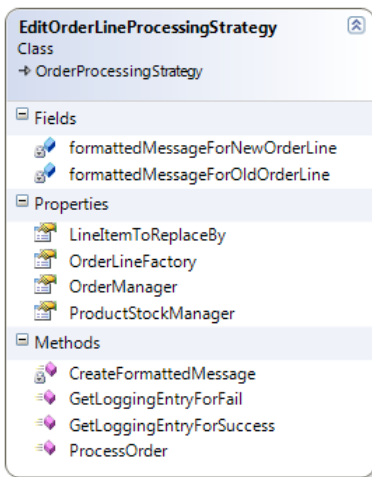 EditOrderLineProcessingStrategy
Class
OrderProcessingStrategy
Fields
formattedMessageForNewOrderLine
formattedMessageForOldOrderLine
Properties
LineItemToReplaceBy
OrderLineFactory
OrderManager
ProductStockManager
Methods
CreateFormattedMessage
GetLoggingEntryForFail
GetLoggingEntryForSuccess
ProcessOrder